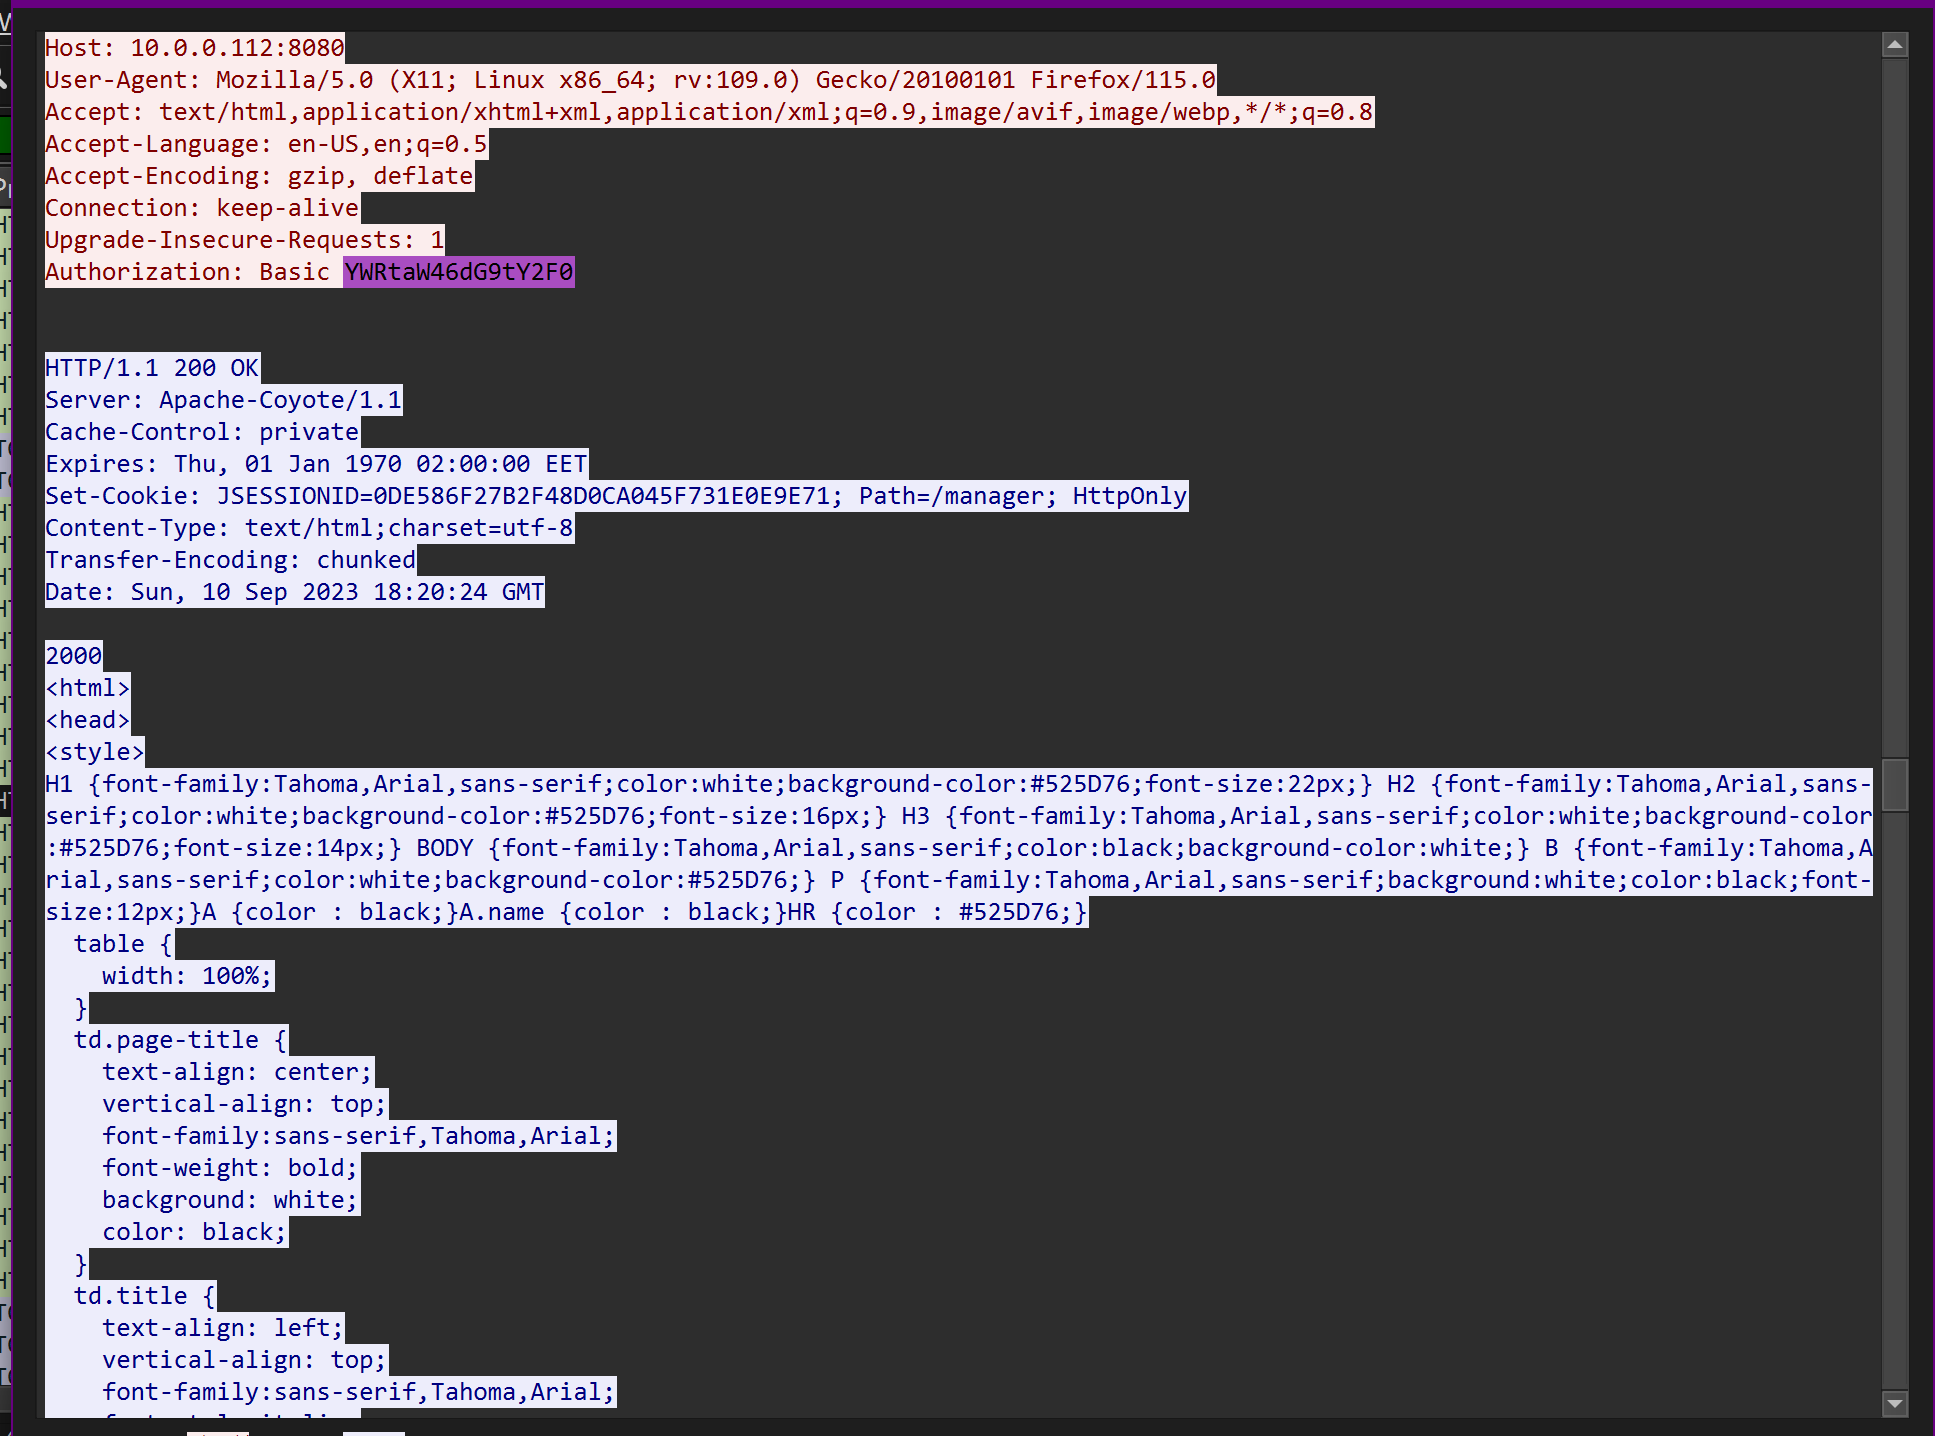 Host: 10.0.0.112:8080
User-Agent: Mozilla/5.0 (X11; Linux x86_64; rv:109.0) Gecko/20100101 Firefox/115.0
Accept: text/html,application/xhtml+xml,application/xml;q=0.9,image/avif,image/webp,*/*;q=0.8
Accept-Language: en-US,en;q=0.5
Accept-Encoding: gzip, deflate
Connection: keep-alive
Upgrade-Insecure-Requests: 1
Authorization: Basic YWRtaW46dG9tY2F0
HTTP/1.1 200 OK
Server: Apache-Coyote/1.1
Cache-Control: private
Expires: Thu, 01 Jan 1970 02:00:00 EET
Set-Cookie: JSESSIONID=0DE586F27B2F48D0CA045F731E0E9E71; Path=/manager; HttpOnly
Content-Type: text/html;charset=utf-8
Transfer-Encoding: chunked
Date: Sun, 10 Sep 2023 18:20:24 GMT
2000
<html>
<head>
<style>
H1 {font-family:Tahoma,Arial,sans-serif;color:white;background-color:#525D76;font-size:22px;} H2 {font-family:Tahoma,Arial,sans-
serif;color:white;background-color:#525D76;font-size:16px;} H3 {font-family:Tahoma,Arial,sans-serif;color:white;background-color
:#525D76;font-size:14px;} BODY {font-family:Tahoma,Arial,sans-serif;color:black;background-color:white;} B {font-family:Tahoma,A
rial,sans-serif;color:white;background-color:#525D76;} P {font-family:Tahoma,Arial,sans-serif;background:white;color:black;font-
size:12px;}A {color : black;}A.name {color : black;}HR {color : #525D76;}
  table {
    width: 100%;
  }
  td.page-title {
    text-align: center;
    vertical-align: top;
    font-family:sans-serif,Tahoma,Arial;
    font-weight: bold;
    background: white;
    color: black;
  }
  td.title {
    text-align: left;
    vertical-align: top;
    font-family:sans-serif,Tahoma,Arial;